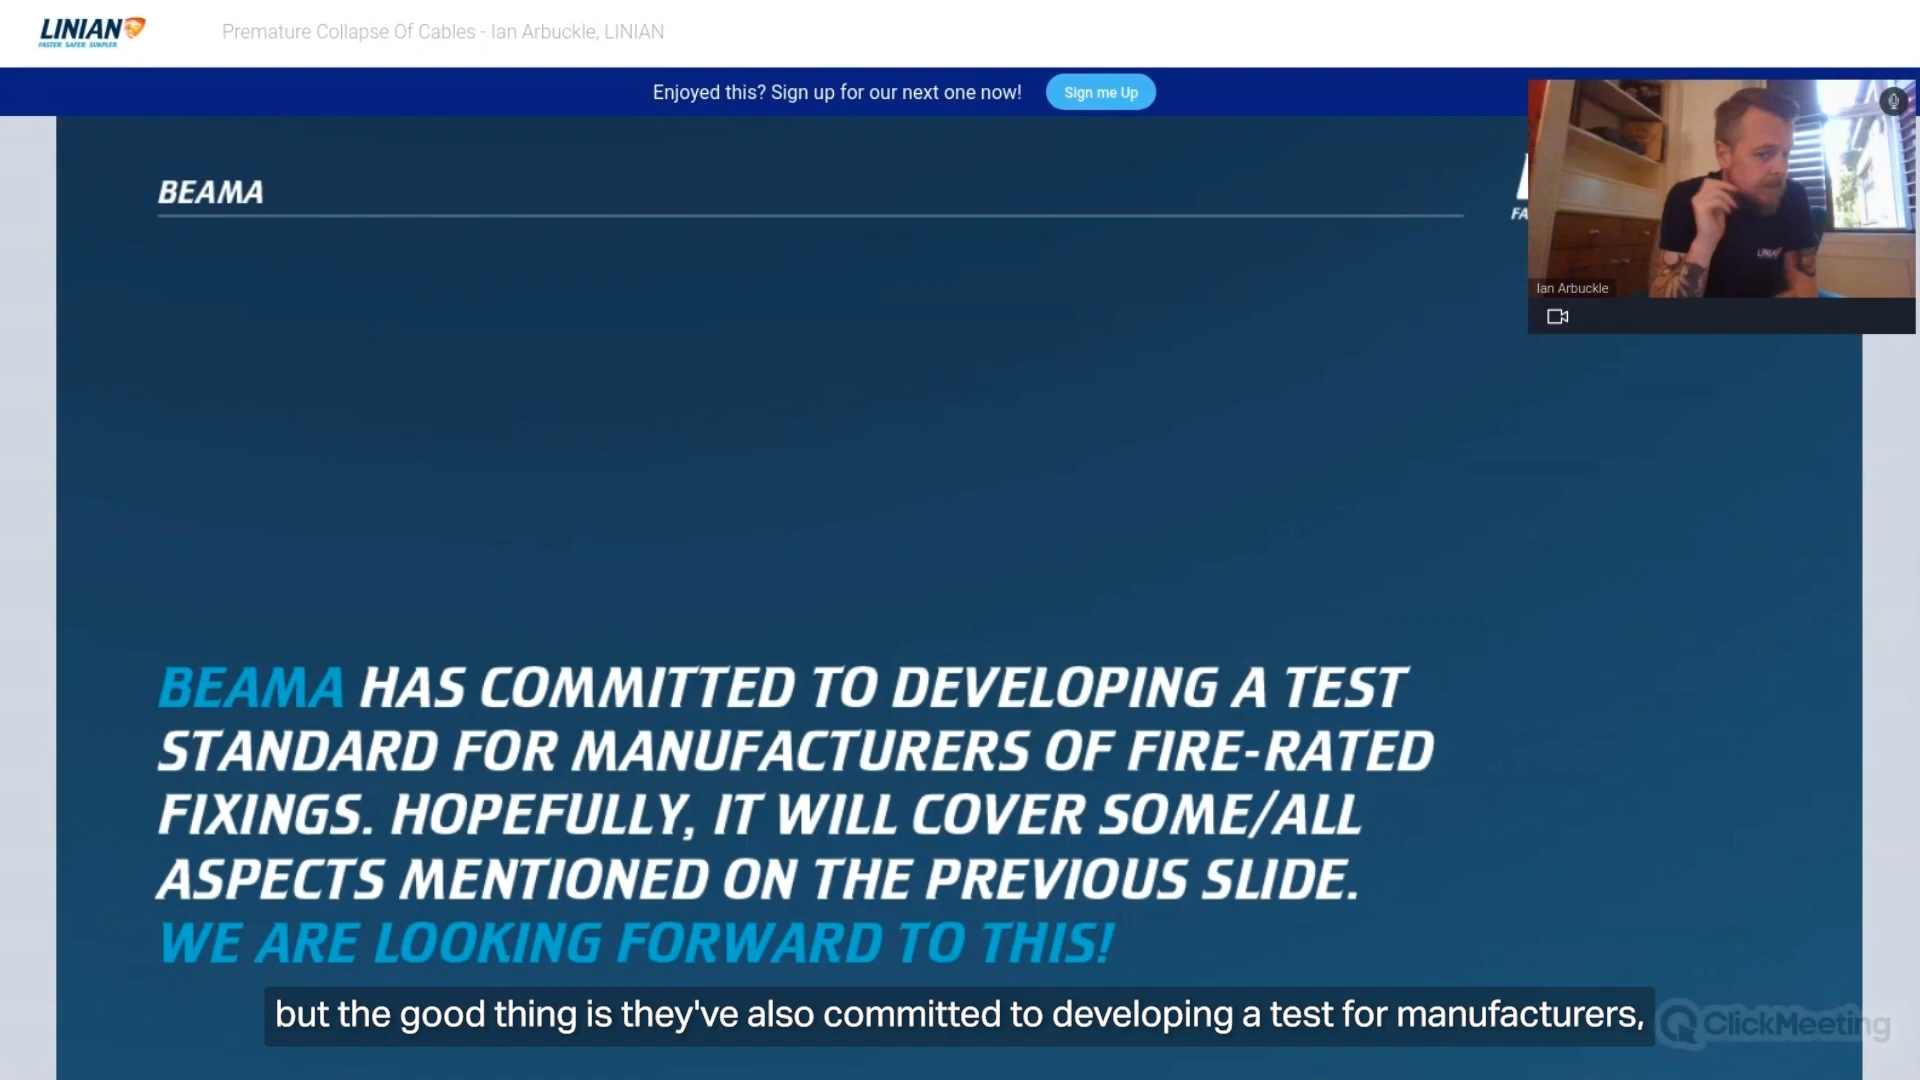 LINIAN
FASTER SAFER SIMPLER
Premature Collapse Of Cables - Ian Arbuckle, LINIAN
Enjoyed this? Sign up for our next one now!
Sign me Up
BEAMA
FA
LINIAN
Ian Arbuckle
BEAMA HAS COMMITTED TO DEVELOPING A TEST
STANDARD FOR MANUFACTURERS OF FIRE-RATED
FIXINGS. HOPEFULLY, IT WILL COVER SOME/ALL
ASPECTS MENTIONED ON THE PREVIOUS SLIDE.
WE ARE LOOKING FORWARD TO THIS!
but the good thing is they've also committed to developing a test for manufacturers,
ClickMeeting